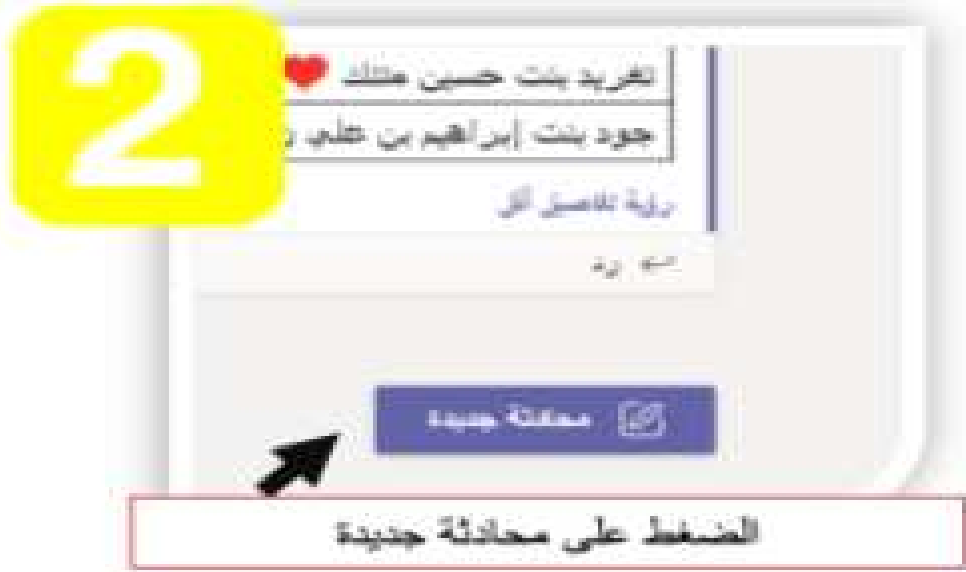 2
تغريد بنت حسين
جود بنت إبراهيم بن علي
رؤية تفاصيل أقل
رد
محادثة جديدة
الضغط على محادثة جديدة